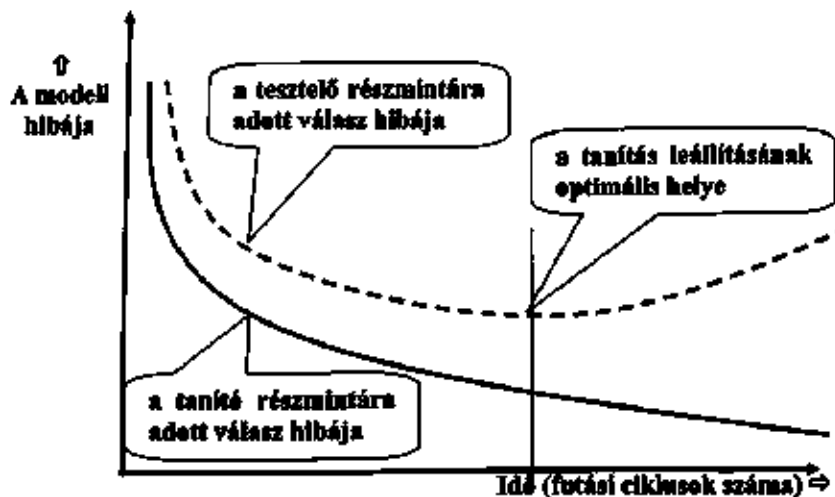 ⇧
A modell
hibája
a tesztelő részmintára
adott válasz hibája
a tanítás leállításának
optimális helye
a tanító részmintára
adott válasz hibája
Idő (futási ciklusok száma) ⇨